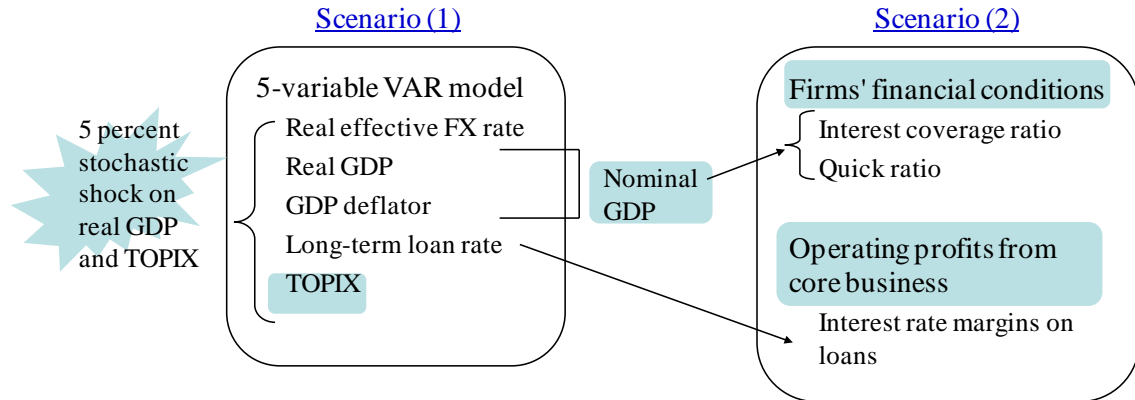 Scenario (1)
Scenario (2)
5 percent
stochastic
shock on
real GDP
and TOPIX
5-variable VAR model
Real effective FX rate
Real GDP
GDP deflator
Long-term loan rate
TOPIX
Nominal
GDP
Firms' financial conditions
Interest coverage ratio
Quick ratio
Operating profits from
core business
Interest rate margins on
loans